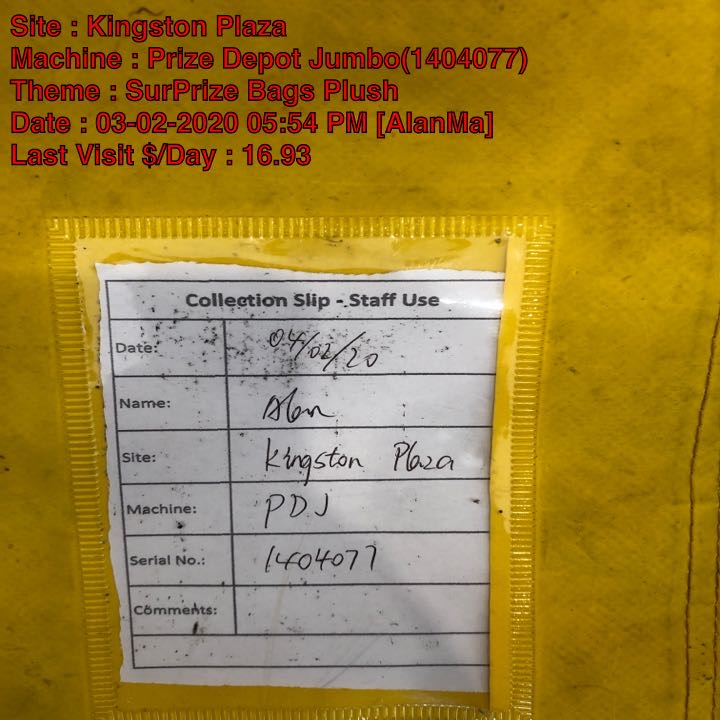 Site : Kingston Plaza
Machine : Prize Depot Jumbo(1404077)
Theme : SurPrize Bags Plush
Date : 03-02-2020 05:54 PM [AlanMa]
Last Visit $/Day : 16.93
Collection Slip - Staff Use
Date: 04/02/20
Name: Alan
Site: Kingston Plaza
Machine: PDJ
Serial No.: 1404077
Comments: